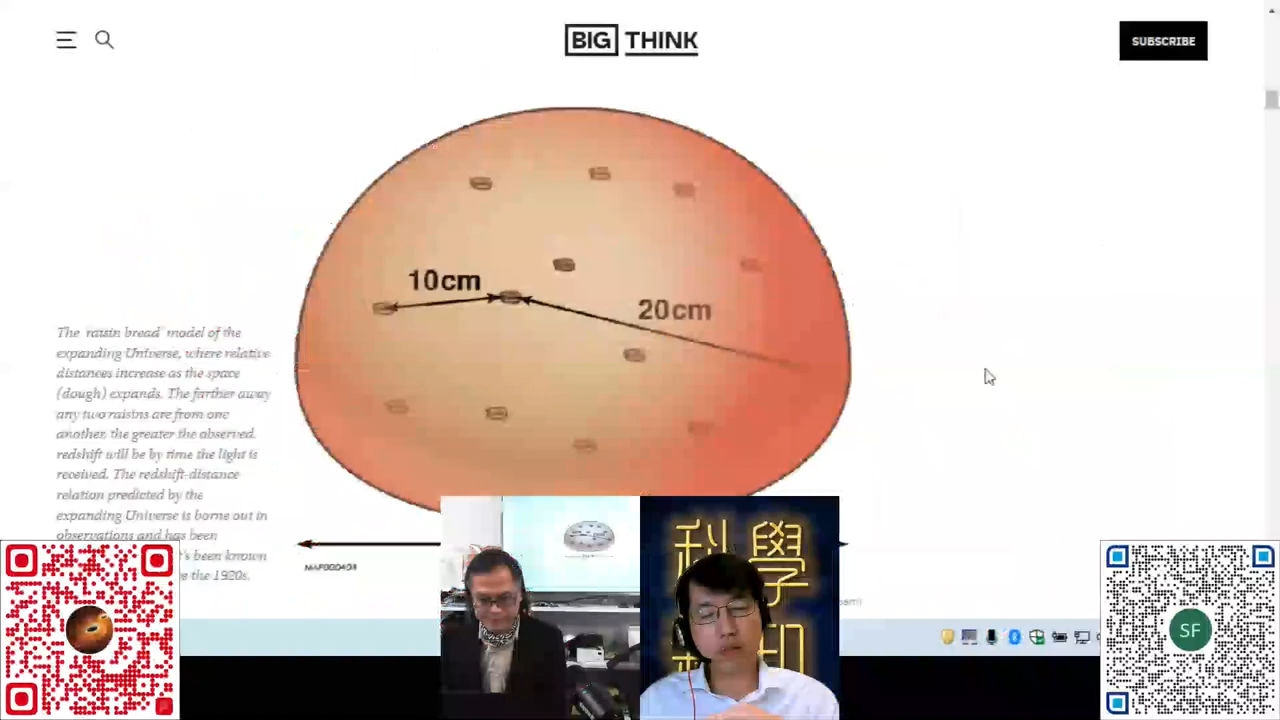 BIG THINK
SUBSCRIBE
10cm
20cm
The 'raisin bread' model of the
expanding Universe, where relative
distances increase as the space
(dough) expands. The farther away
any two raisins are from one
another, the greater the observed
redshift will be by time the light is
received. The redshift-distance
relation predicted by the
expanding Universe is borne out in
observations and has been
's been known
e the 1920s.
科學
SF